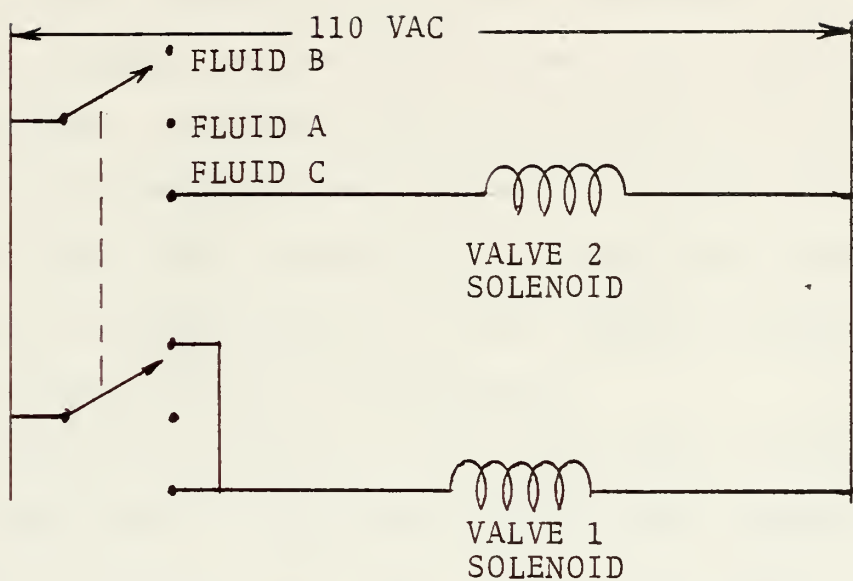 110 VAC
FLUID B
FLUID A
FLUID C
VALVE 2
SOLENOID
VALVE 1
SOLENOID